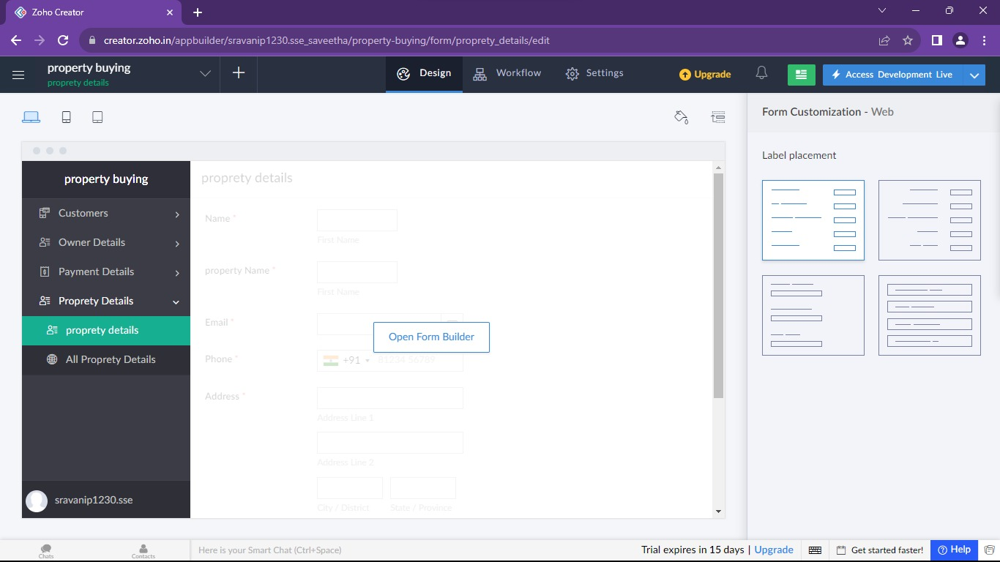 Zoho Creator
creator.zoho.in/appbuilder/sravanip1230.sse_saveetha/property-buying/form/proprety_details/edit
property buying
proprety details
Design
Workflow
Settings
Upgrade
Access Development Live
Form Customization - Web
Label placement
property buying
Customers
Owner Details
Payment Details
Proprety Details
proprety details
All Proprety Details
sravanip1230.sse
proprety details
Name *
First Name
property Name *
First Name
Email *
Open Form Builder
Phone *
+91
81234 56789
Address *
Address Line 1
Address Line 2
City / District
State / Province
Chats
Contacts
Here is your Smart Chat (Ctrl+Space)
Trial expires in 15 days | Upgrade
Get started faster!
Help